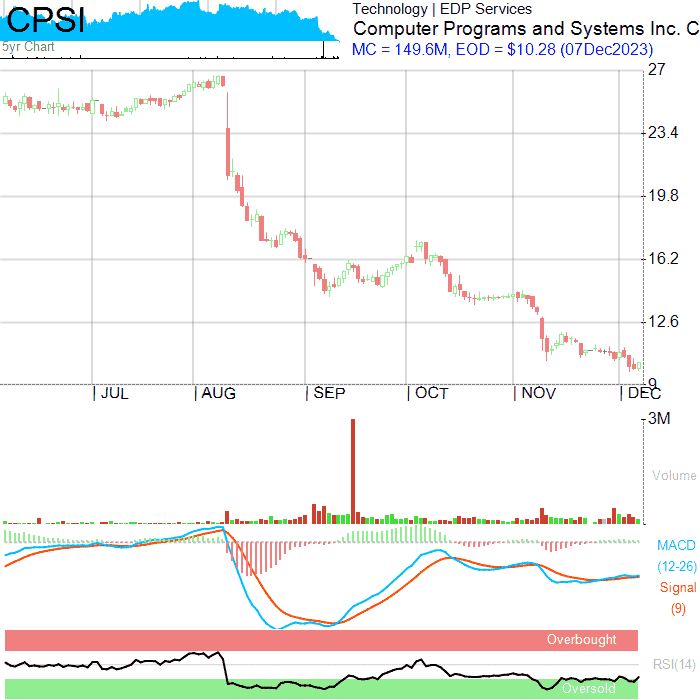 CPSI
5yr Chart
Technology | EDP Services
Computer Programs and Systems Inc. C
MC = 149.6M, EOD = $10.28 (07Dec2023)
27
23.4
19.8
16.2
12.6
9
JUL
AUG
SEP
OCT
NOV
DEC
3M
Volume
MACD
(12-26)
Signal
(9)
Overbought
RSI(14)
Oversold